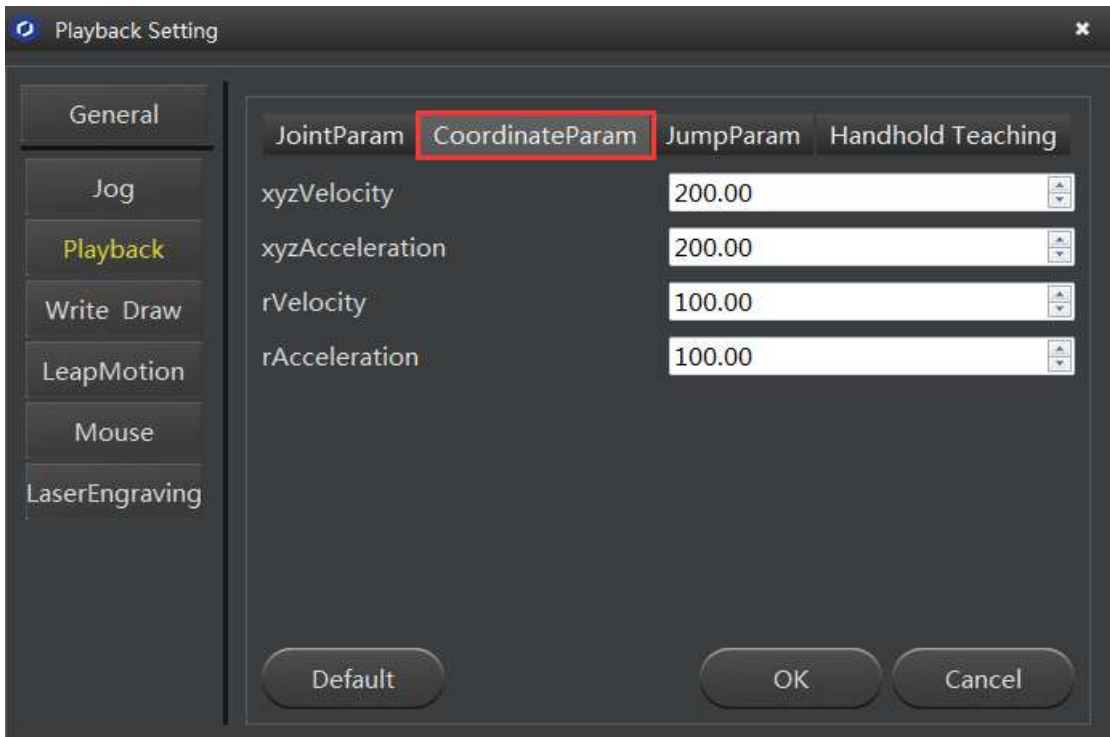 Playback Setting
General
Jog
Playback
Write Draw
LeapMotion
Mouse
LaserEngraving
JointParam CoordinateParam JumpParam Handhold Teaching
xyzVelocity 200.00
xyzAcceleration 200.00
rVelocity 100.00
rAcceleration 100.00
Default OK Cancel